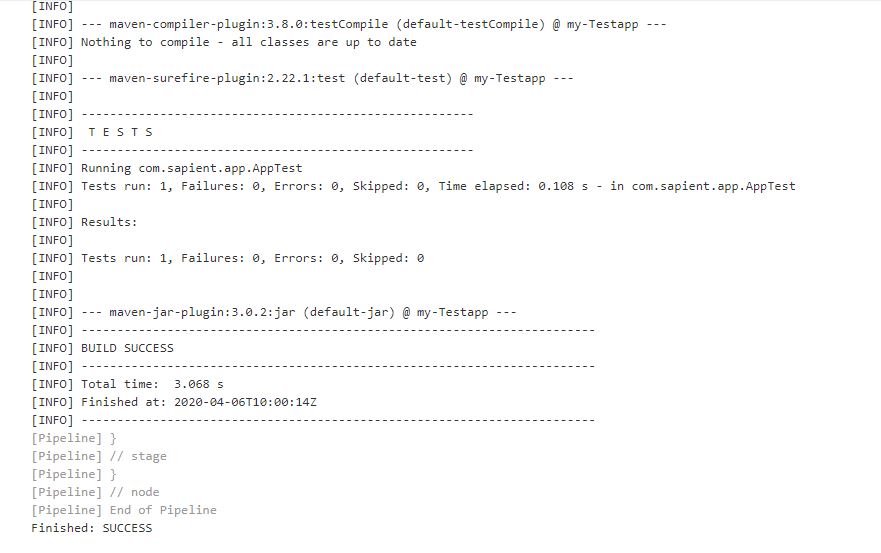 [INFO]
[INFO] --- maven-compiler-plugin:3.8.0:testCompile (default-testCompile) @ my-Testapp ---
[INFO] Nothing to compile - all classes are up to date
[INFO]
[INFO] --- maven-surefire-plugin:2.22.1:test (default-test) @ my-Testapp ---
[INFO]
[INFO] -------------------------------------------------------
[INFO]  T E S T S
[INFO] -------------------------------------------------------
[INFO] Running com.sapient.app.AppTest
[INFO] Tests run: 1, Failures: 0, Errors: 0, Skipped: 0, Time elapsed: 0.108 s - in com.sapient.app.AppTest
[INFO]
[INFO] Results:
[INFO]
[INFO] Tests run: 1, Failures: 0, Errors: 0, Skipped: 0
[INFO]
[INFO]
[INFO] --- maven-jar-plugin:3.0.2:jar (default-jar) @ my-Testapp ---
[INFO] ------------------------------------------------------------------------
[INFO] BUILD SUCCESS
[INFO] ------------------------------------------------------------------------
[INFO] Total time:  3.068 s
[INFO] Finished at: 2020-04-06T10:00:14Z
[INFO] ------------------------------------------------------------------------
[Pipeline] }
[Pipeline] // stage
[Pipeline] }
[Pipeline] // node
[Pipeline] End of Pipeline
Finished: SUCCESS